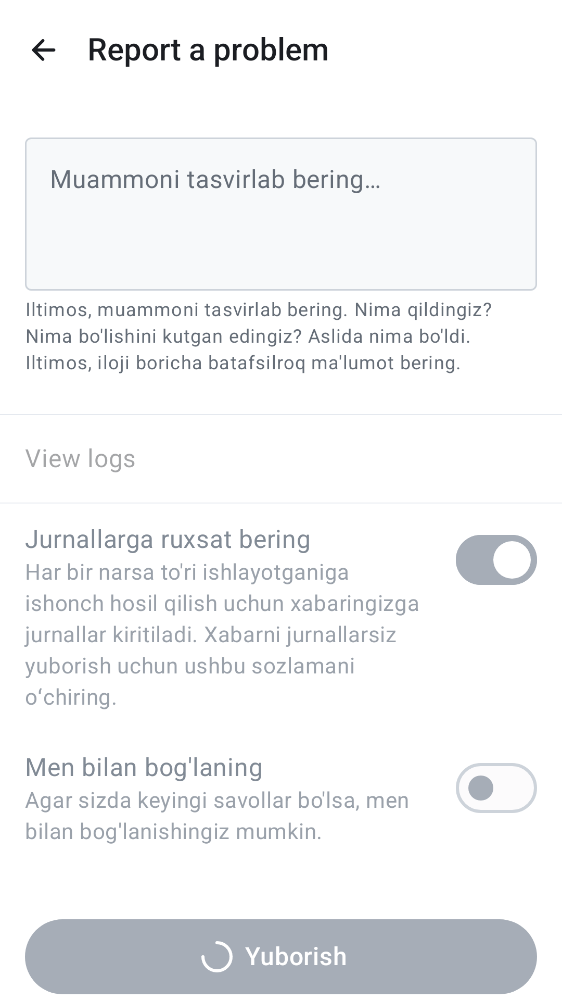 Report a problem
Muammoni tasvirlab bering…
Iltimos, muammoni tasvirlab bering. Nima qildingiz?
Nima bo'lishini kutgan edingiz? Aslida nima bo'ldi.
Iltimos, iloji boricha batafsilroq ma'lumot bering.
View logs
Jurnallarga ruxsat bering
Har bir narsa to'ri ishlayotganiga
ishonch hosil qilish uchun xabaringizga
jurnallar kiritiladi. Xabarni jurnallarsiz
yuborish uchun ushbu sozlamani
oʻchiring.
Men bilan bog'laning
Agar sizda keyingi savollar bo'lsa, men
bilan bog'lanishingiz mumkin.
Yuborish